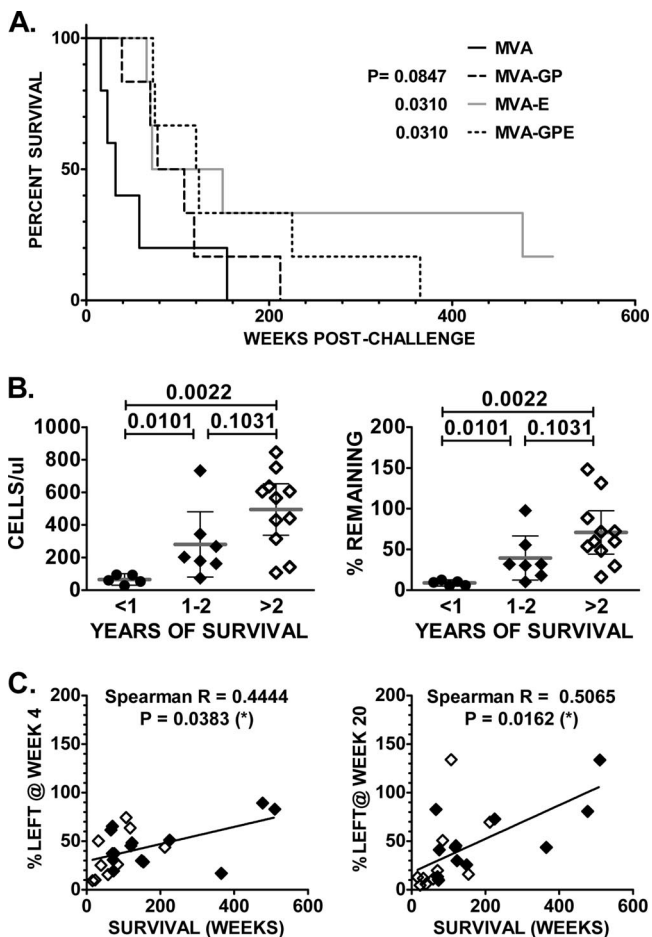 A.
PERCENT SURVIVAL
100
50
0
0
200
400
600
WEEKS POST-CHALLENGE
MVA
P= 0.0847 MVA-GP
0.0310 MVA-E
0.0310 MVA-GPE
B.
0.0022
0.0101 0.1031
CELLS/ul
1000
800
600
400
200
0
<1 1-2 >2
YEARS OF SURVIVAL
0.0022
0.0101 0.1031
% REMAINING
200
150
100
50
0
<1 1-2 >2
YEARS OF SURVIVAL
C.
Spearman R = 0.4444
P = 0.0383 (*)
% LEFT @ WEEK 4
200
150
100
50
0
0 200 400 600
SURVIVAL (WEEKS)
Spearman R = 0.5065
P = 0.0162 (*)
% LEFT@ WEEK 20
200
150
100
50
0
0 200 400 600
SURVIVAL (WEEKS)